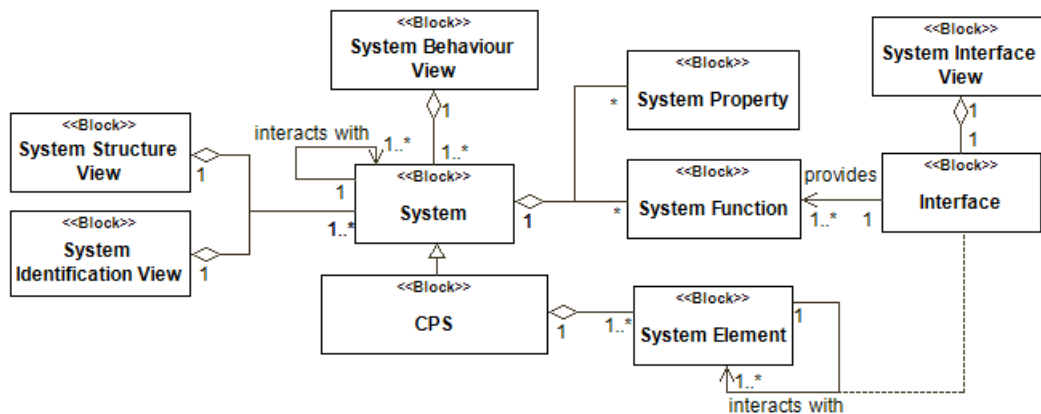 <<Block>>
System Behaviour
View
1
1..*
<<Block>>
System Property
*
<<Block>>
System Interface
View
1
1
<<Block>>
System Structure
View
1
<<Block>>
System
Identification View
1
interacts with
1..*
1
1..*
<<Block>>
System
1
<<Block>>
System Function
*
provides
1..*
1
<<Block>>
Interface
<<Block>>
CPS
1
1..*
<<Block>>
System Element
1
1..*
interacts with